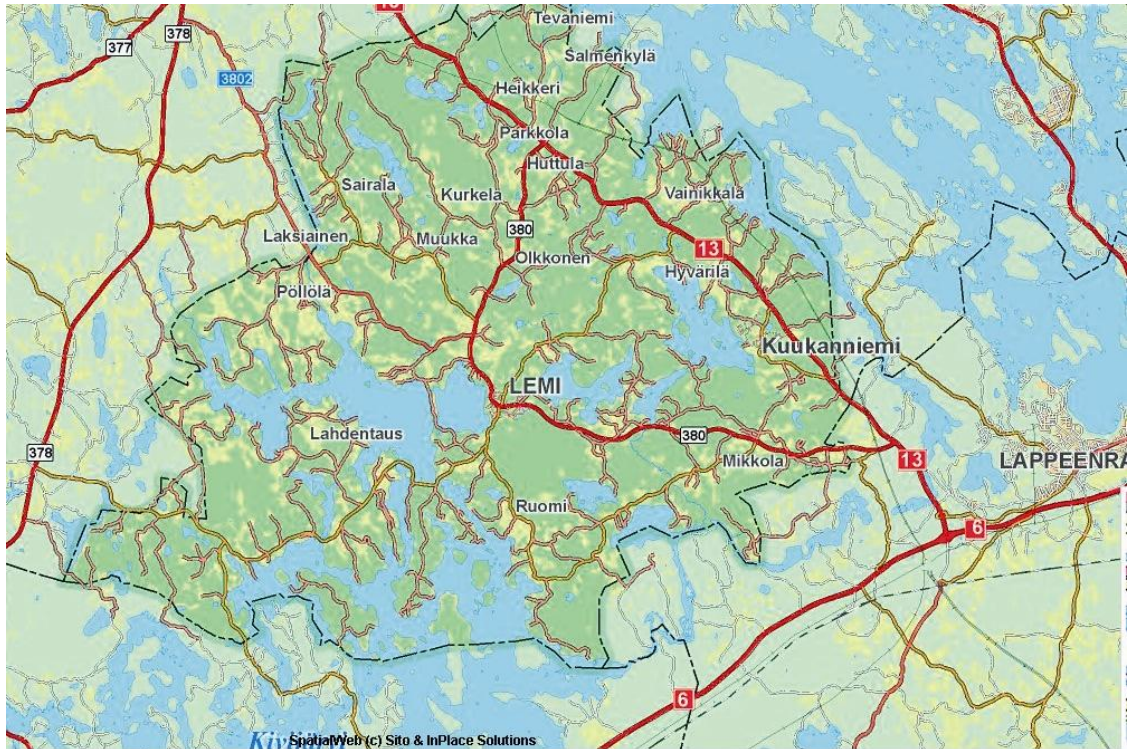 13
Tevaniemi
378
377
Salmenkylä
3802
Heikkeri
Parkkola
Huttula
Sairala
Kurkela
Vainikkala
380
Laksiainen
Muukka
13
Olkkonen
Hyvärilä
Pöllölä
Kuukanniemi
LEMI
Lahdentaus
380
378
Mikkola
13
LAPPEENRA
Ruomi
6
6
SpatialWeb (c) Sito & InPlace Solutions